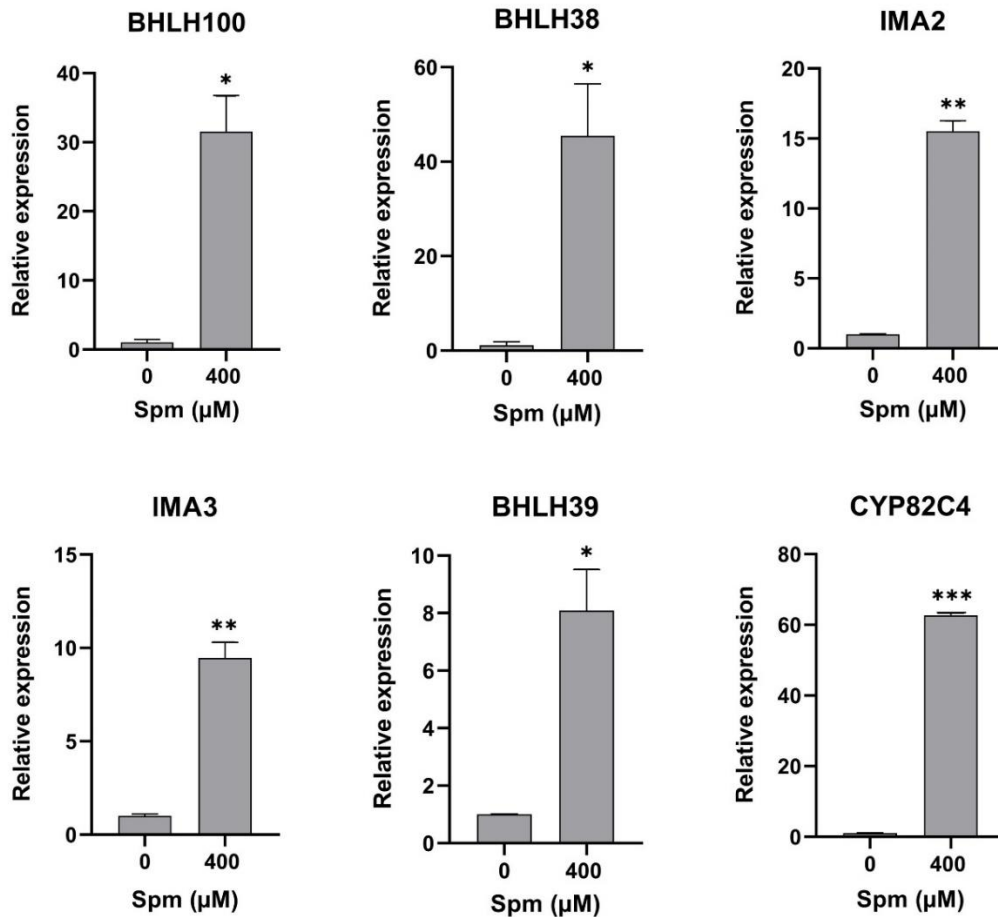 BHLH100
Relative expression
40
30
20
10
0
*
0 400
Spm (µM)
BHLH38
Relative expression
60
40
20
0
*
0 400
Spm (µM)
IMA2
Relative expression
20
15
10
5
0
**
0 400
Spm (µM)
IMA3
Relative expression
15
10
5
0
**
0 400
Spm (µM)
BHLH39
Relative expression
10
8
6
4
2
0
*
0 400
Spm (µM)
CYP82C4
Relative expression
80
60
40
20
0
***
0 400
Spm (µM)